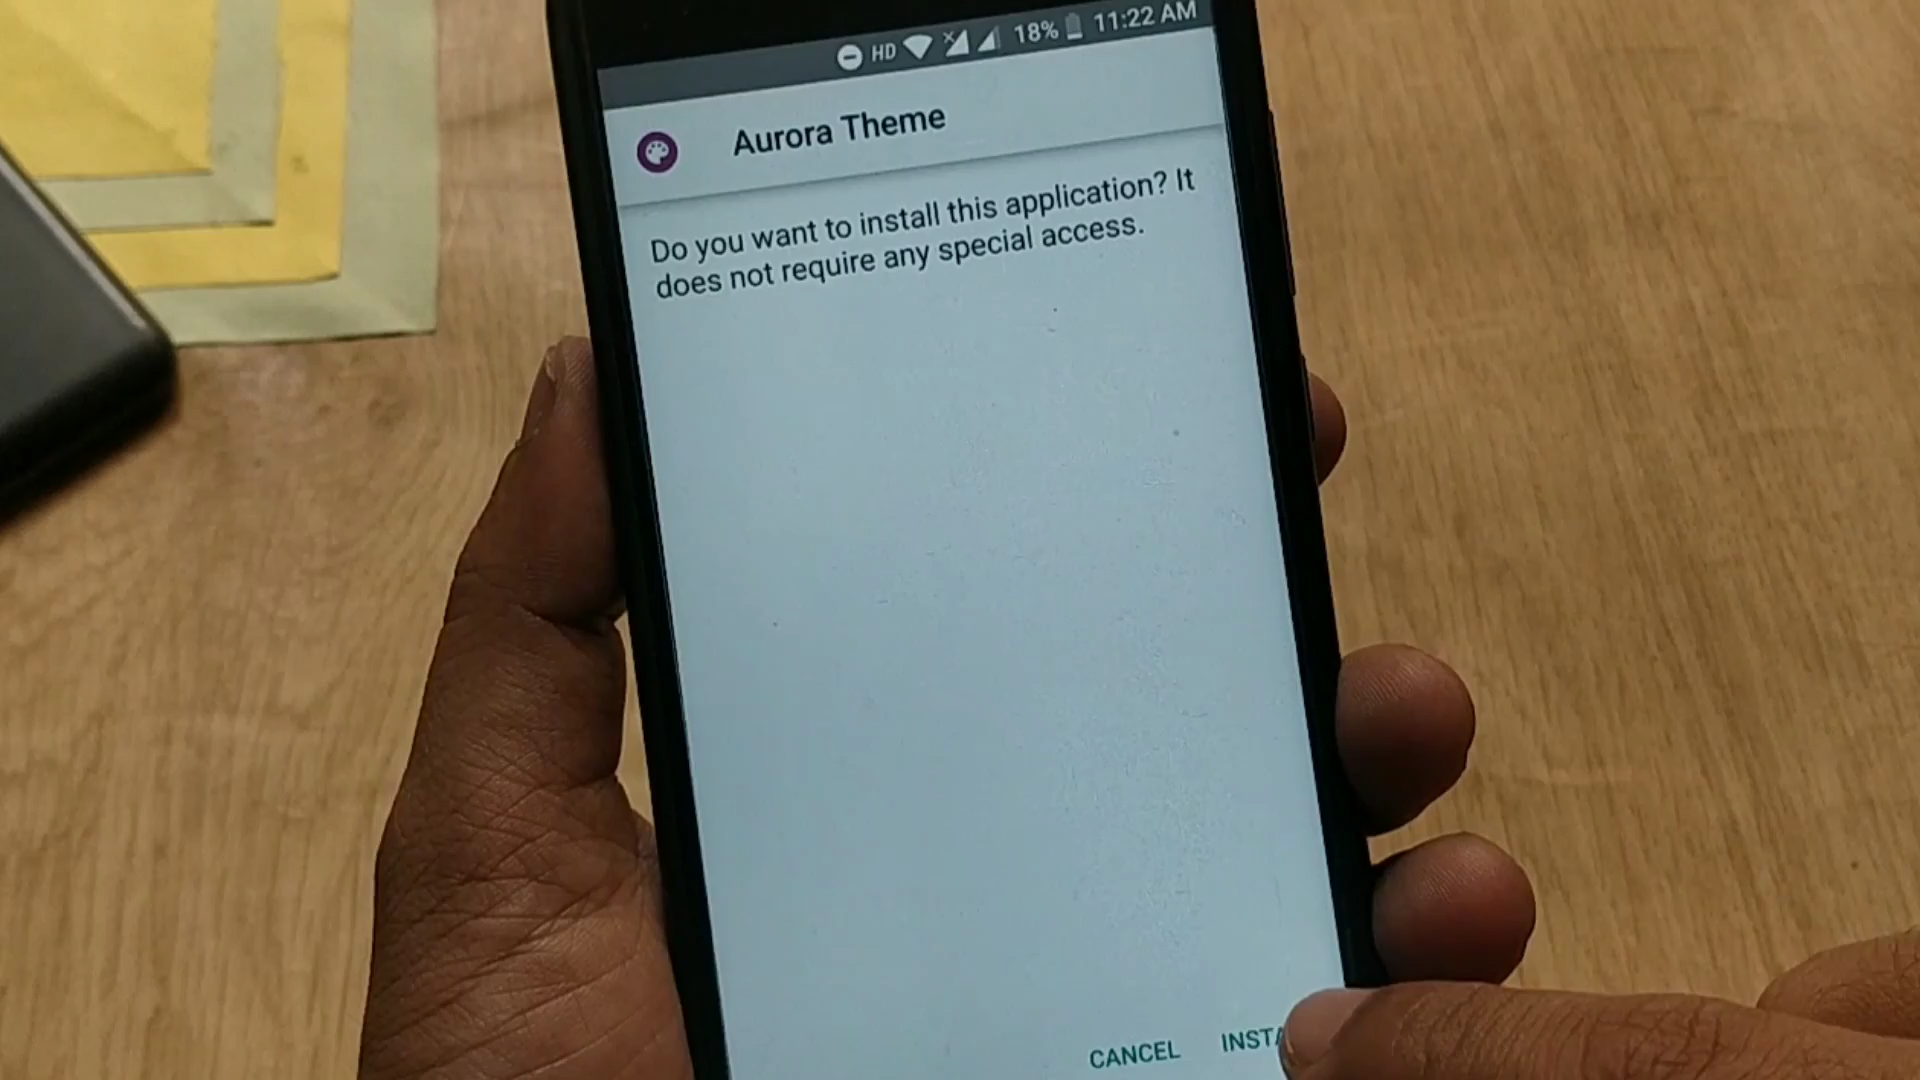 HD 18% 11:22 AM
Aurora Theme
Do you want to install this application? It
does not require any special access.
CANCEL INSTA